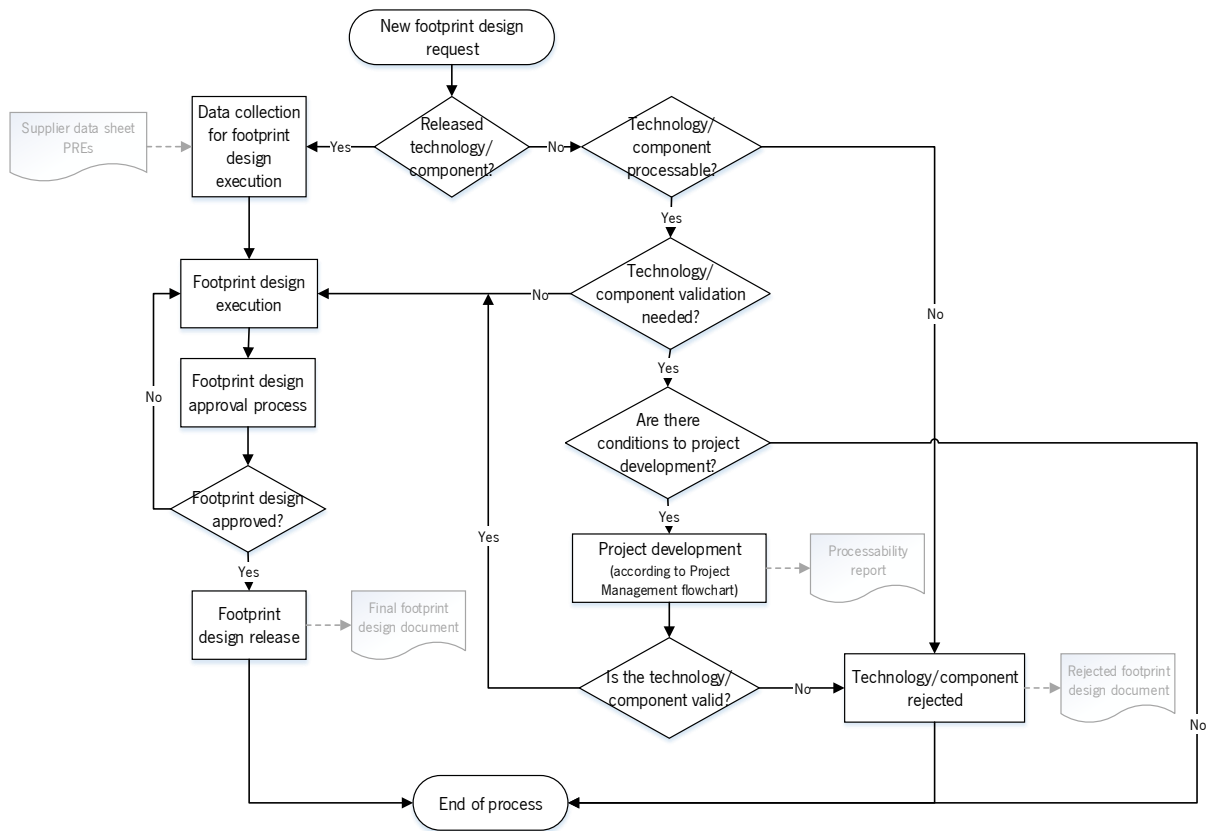 New footprint design
request
Supplier data sheet
PREs
Data collection
for footprint
design
execution
Yes
Released
technology/
component?
No
Technology/
component
processable?
Yes
Footprint design
execution
No
Technology/
component validation
needed?
No
Yes
No
Footprint design
approval process
Are there
conditions to project
development?
Footprint design
approved?
Yes
Yes
Yes
Project development
(according to Project
Management flowchart)
Processability
report
Footprint
design release
Final footprint
design document
Is the technology/
component valid?
No
Technology/component
rejected
Rejected footprint
design document
No
End of process